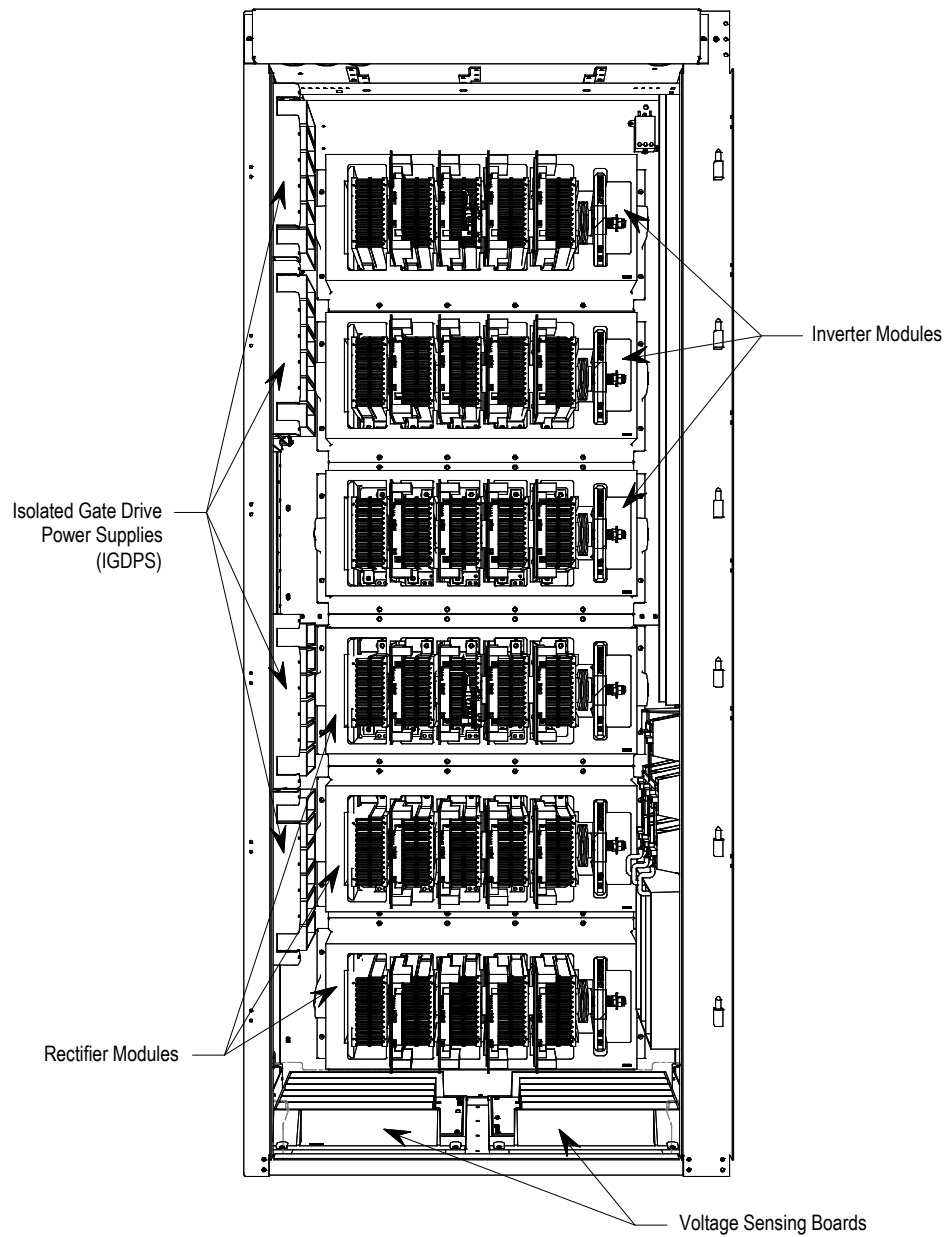 Inverter Modules
Isolated Gate Drive
Power Supplies
(IGDPS)
Rectifier Modules
Voltage Sensing Boards